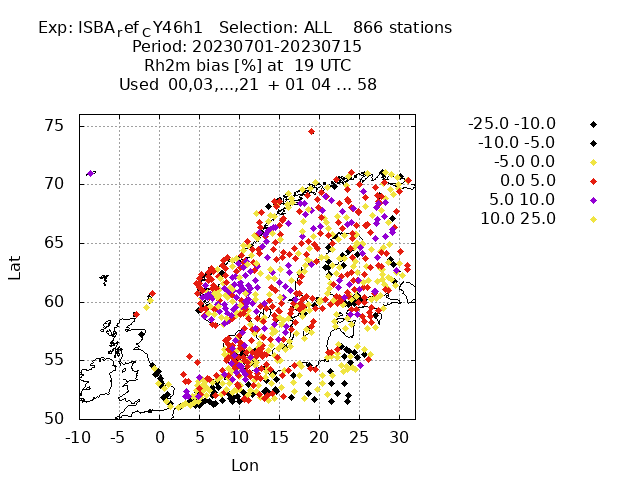 Exp: ISBA_ref_CY46h1 Selection: ALL 866 stations
Period: 20230701-20230715
Rh2m bias [%] at 19 UTC
Used 00,03,...,21 + 01 04 ... 58
-25.0 -10.0
-10.0 -5.0
-5.0 0.0
0.0 5.0
5.0 10.0
10.0 25.0
Lat
75
70
65
60
55
50
-10 -5 0 5 10 15 20 25 30
Lon